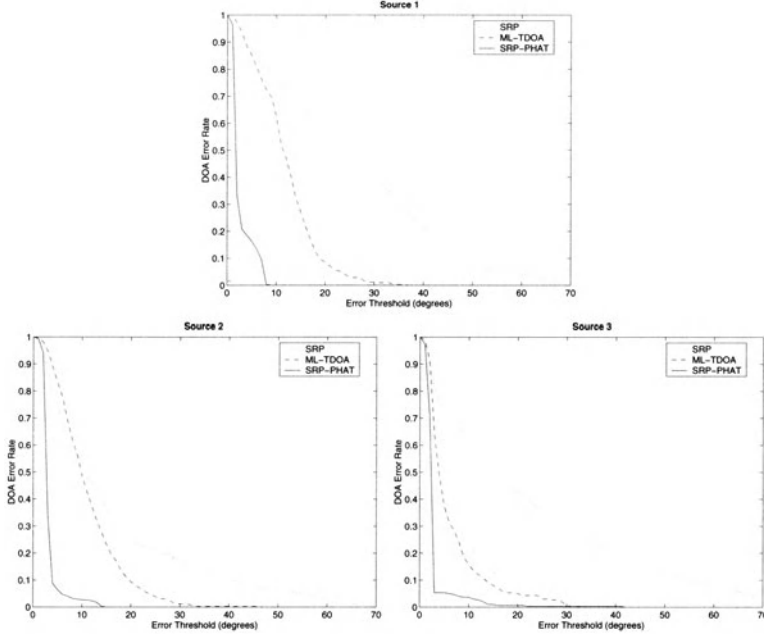 Source 1
SRP
ML-TDOA
SRP-PHAT
DOA Error Rate
1
0.9
0.8
0.7
0.6
0.5
0.4
0.3
0.2
0.1
0
0 10 20 30 40 50 60 70
Error Threshold (degrees)
Source 2
SRP
ML-TDOA
SRP-PHAT
DOA Error Rate
1
0.9
0.8
0.7
0.6
0.5
0.4
0.3
0.2
0.1
0
0 10 20 30 40 50 60 70
Error Threshold (degrees)
Source 3
SRP
ML-TDOA
SRP-PHAT
DOA Error Rate
1
0.9
0.8
0.7
0.6
0.5
0.4
0.3
0.2
0.1
0
0 10 20 30 40 50 60 70
Error Threshold (degrees)